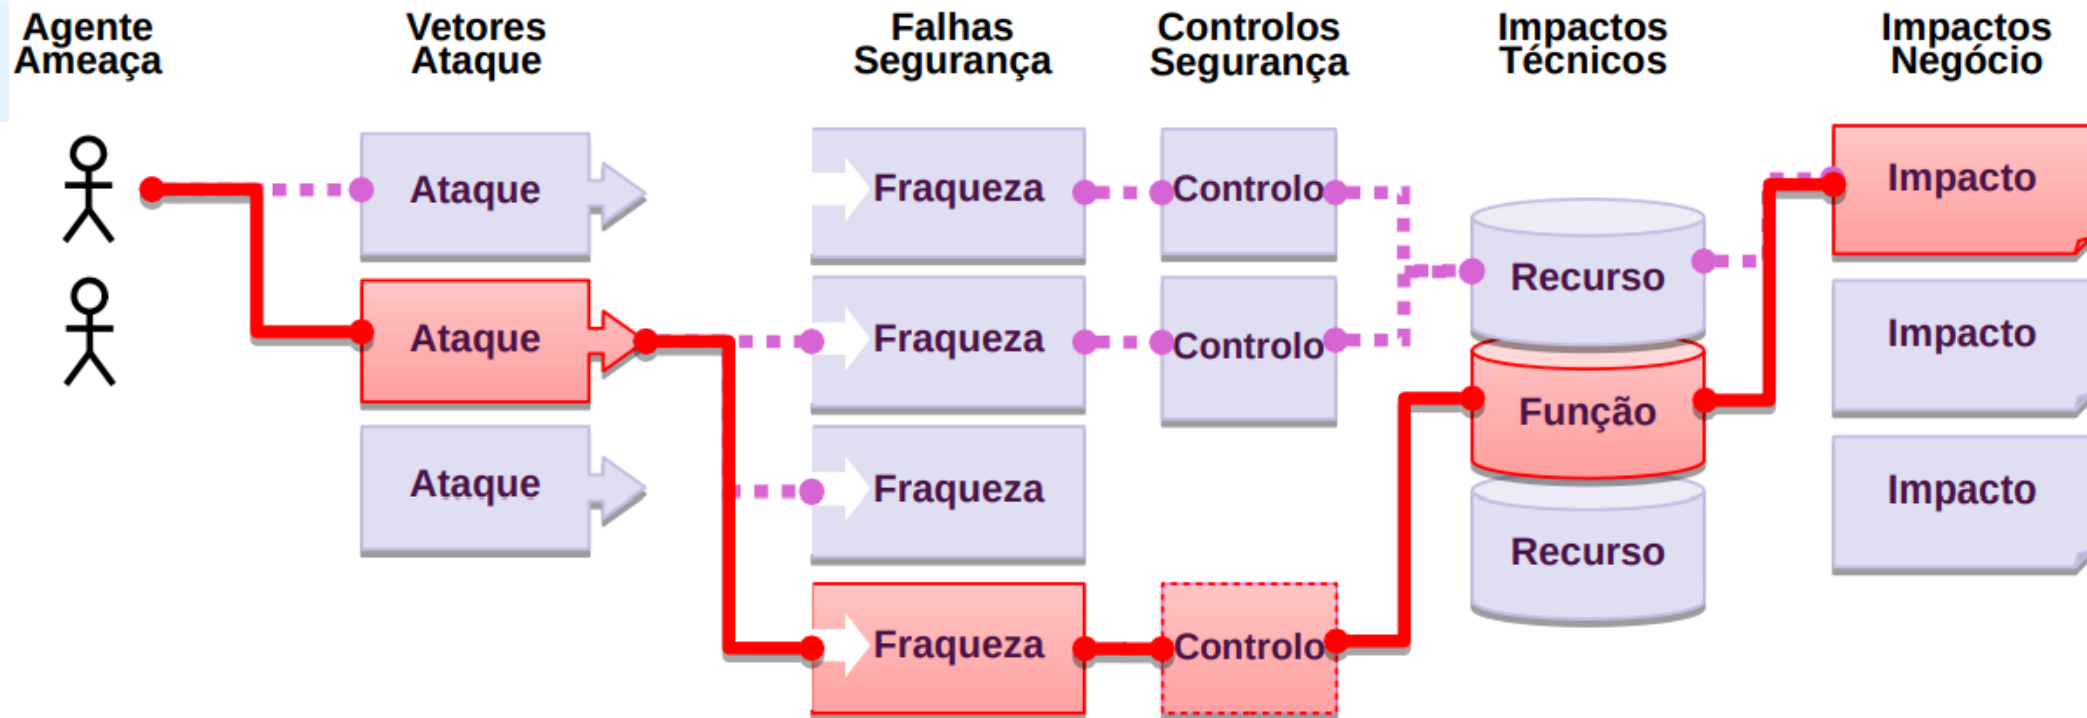 Agente
Ameaça
Vetores
Ataque
Falhas
Segurança
Controlos
Segurança
Impactos
Técnicos
Impactos
Negócio
Ataque
Fraqueza
Controlo
Impacto
Recurso
Ataque
Fraqueza
Controlo
Impacto
Função
Ataque
Fraqueza
Impacto
Recurso
Fraqueza
Controlo